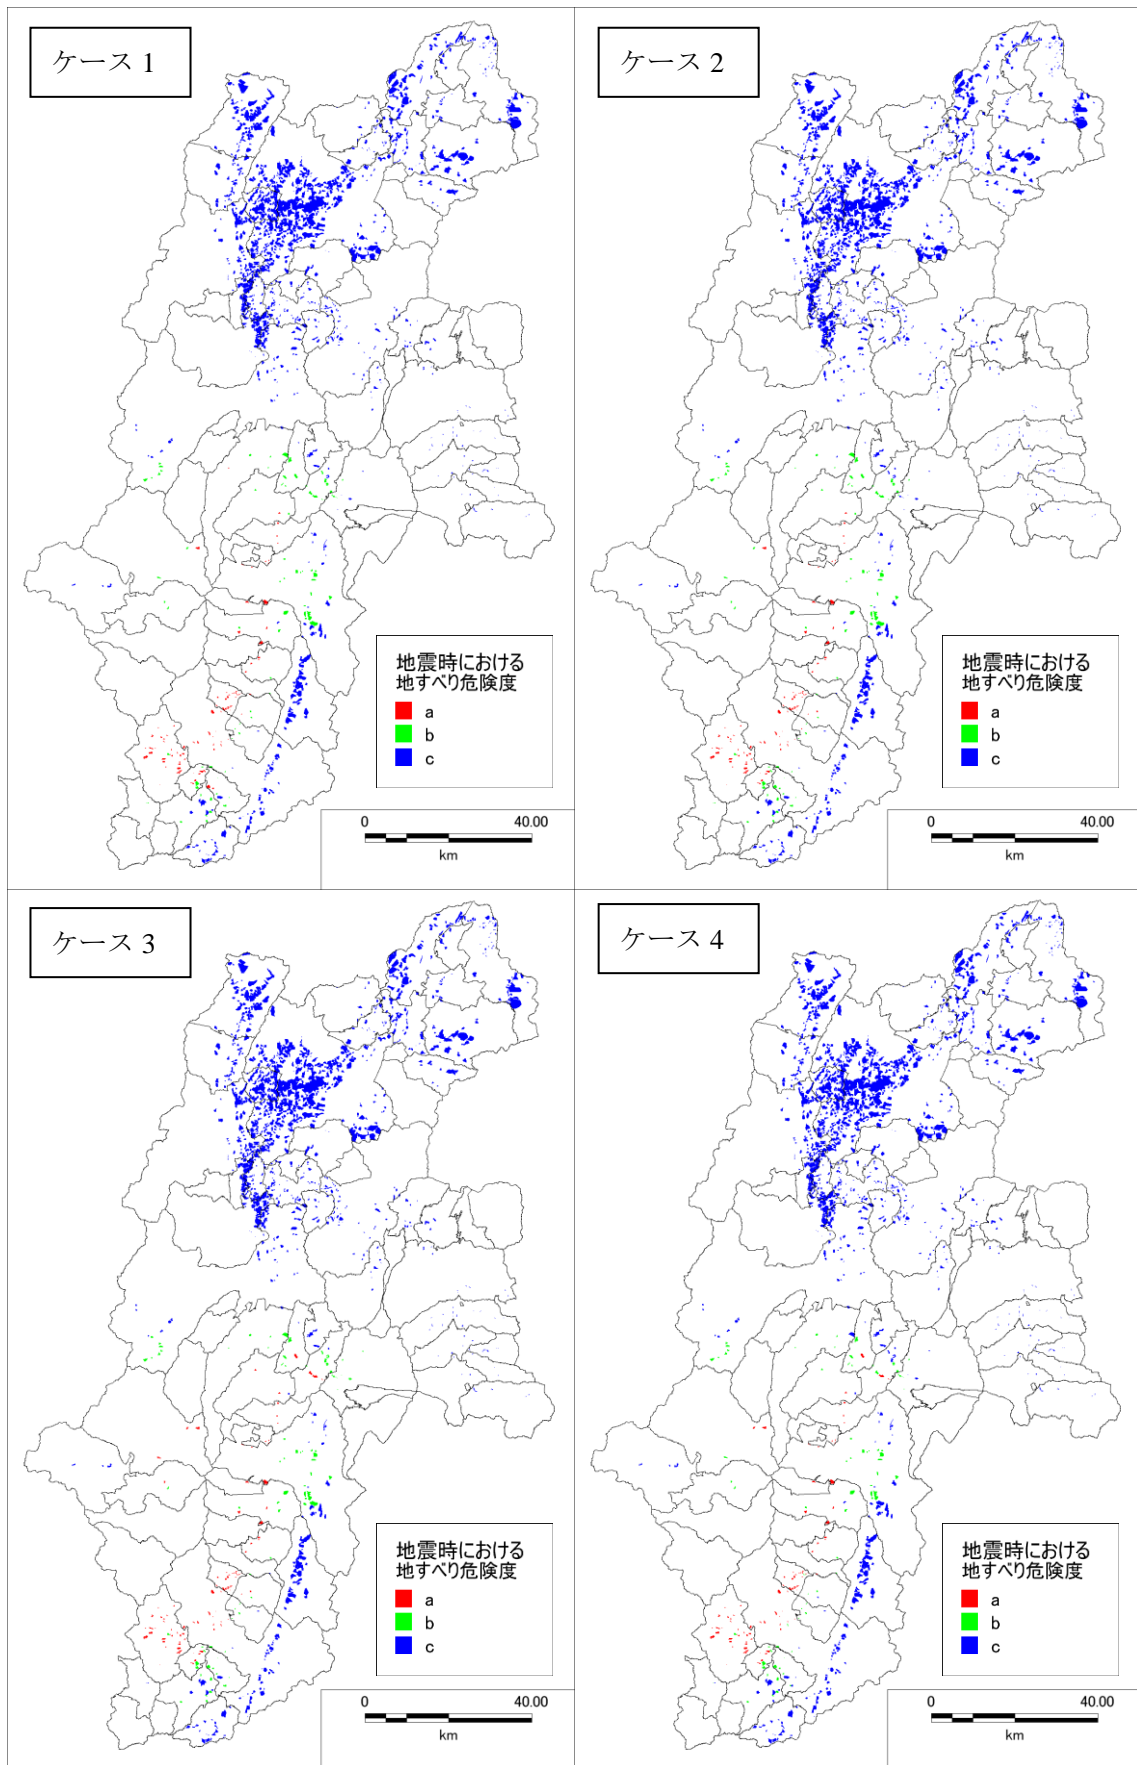 ケース 1
地震時における
地すべり危険度
a
b
c
0 40.00
km
ケース 2
地震時における
地すべり危険度
a
b
c
0 40.00
km
ケース 3
地震時における
地すべり危険度
a
b
c
0 40.00
km
ケース 4
地震時における
地すべり危険度
a
b
c
0 40.00
km